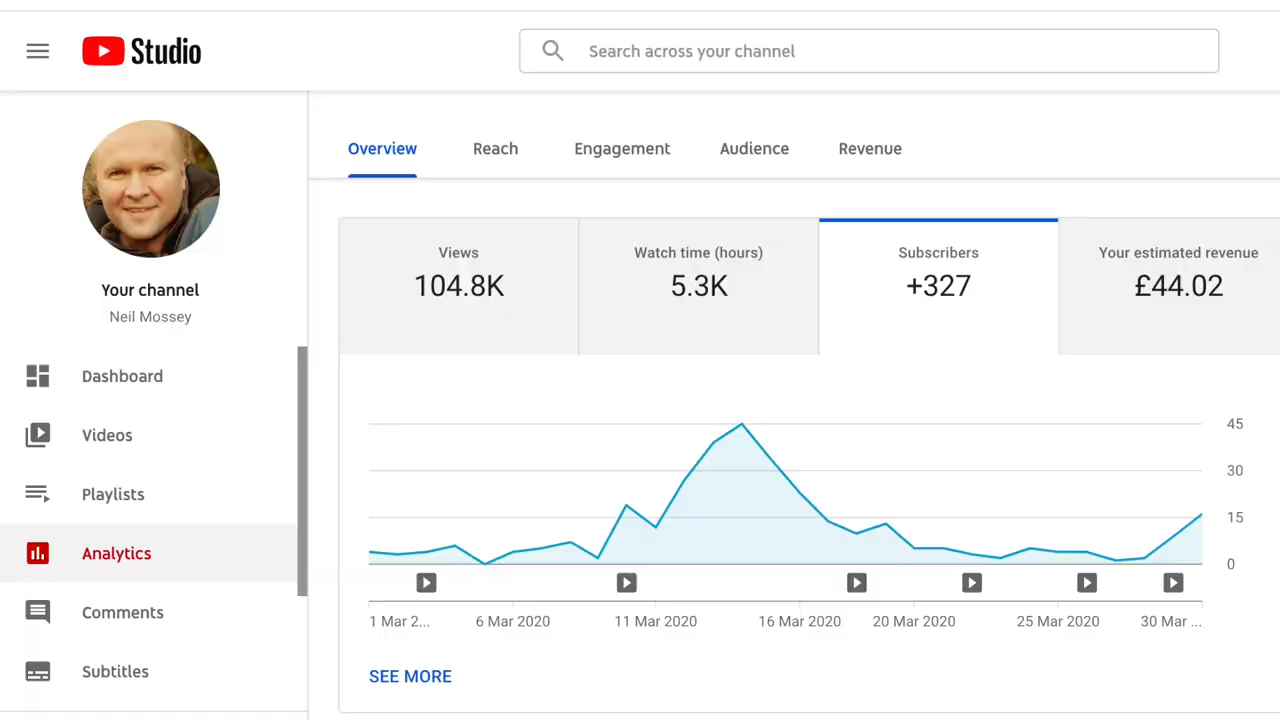 Studio
Search across your channel
Your channel
Neil Mossey
Dashboard
Videos
Playlists
Analytics
Comments
Subtitles
Overview
Reach
Engagement
Audience
Revenue
Views
104.8K
Watch time (hours)
5.3K
Subscribers
+327
Your estimated revenue
£44.02
45
30
15
0
1 Mar 2...
6 Mar 2020
11 Mar 2020
16 Mar 2020
20 Mar 2020
25 Mar 2020
30 Mar ...
SEE MORE